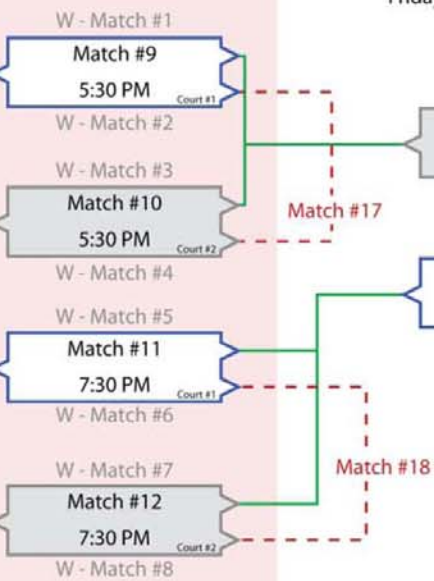 W - Match #1
Match #9
5:30 PM
Court #1
W - Match #2
W - Match #3
Match #10
5:30 PM
Court #2
W - Match #4
Match #17
W - Match #5
Match #11
7:30 PM
Court #1
W - Match #6
W - Match #7
Match #12
7:30 PM
Court #2
W - Match #8
Match #18